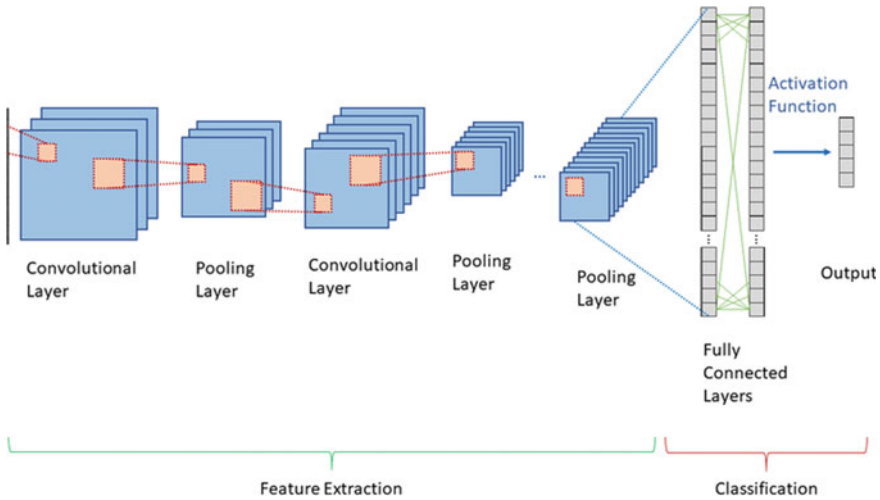 Activation
Function
Convolutional
Layer
Pooling
Layer
Convolutional
Layer
Pooling
Layer
...
Pooling
Layer
Output
Fully
Connected
Layers
Feature Extraction
Classification